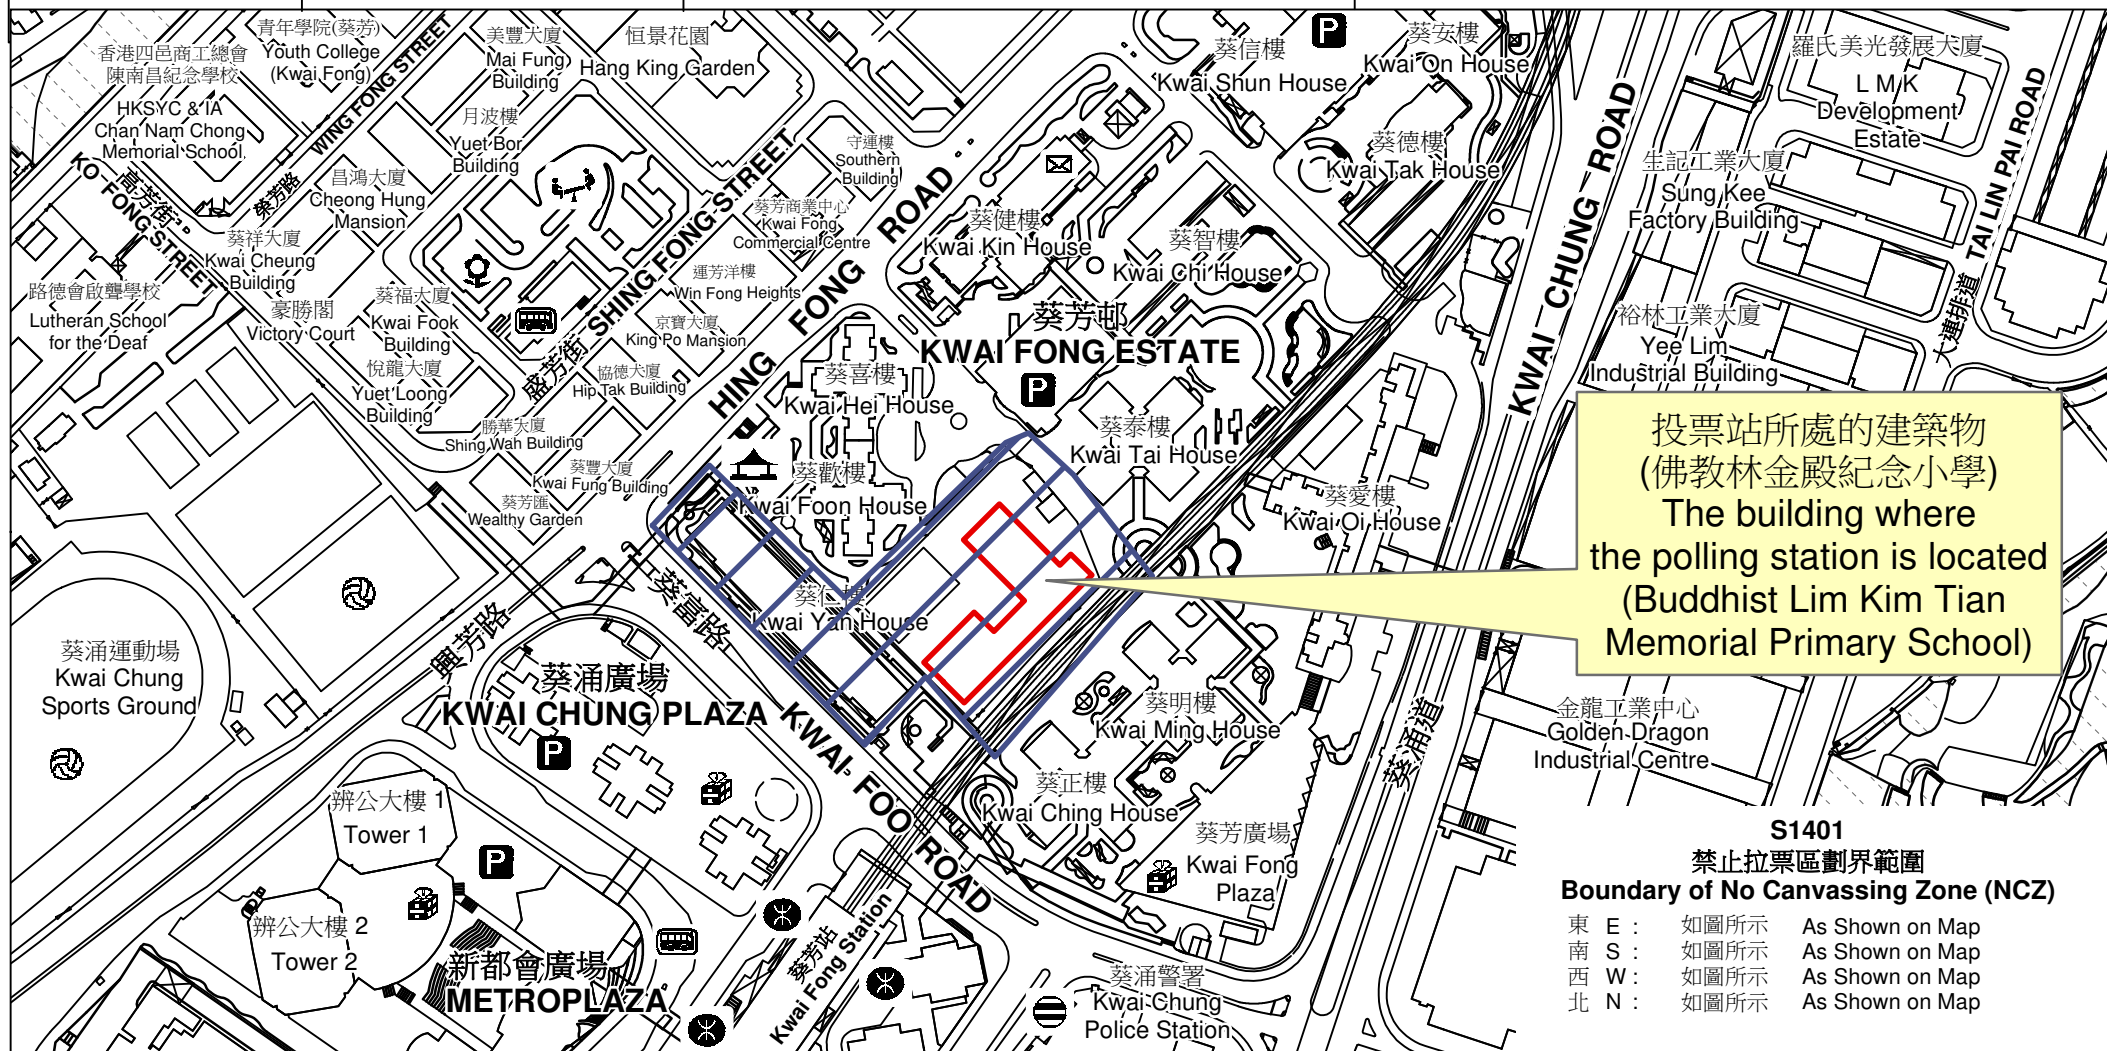 香港四邑商工總會
陳南昌紀念學校
HKSYC & IA
Chan Nam Chong
Memorial School
青年學院(葵芳)
Youth College
(Kwai Fong)
WING FONG STREET
榮芳路
美豐大廈
Mai Fung
Building
恒景花園
Hang King Garden
月波樓
Yuet Bor
Building
昌鴻大廈
Cheong Hung
Mansion
高芳街
KO FONG STREET
葵祥大廈
Kwai Cheung
Building
路德會啟聾學校
Lutheran School
for the Deaf
豪勝閣
Victory Court
葵福大廈
Kwai Fook
Building
悅龍大廈
Yuet Loong
Building
盛芳街 SHING FONG STREET
守運樓
Southern
Building
葵芳商業中心
Kwai Fong
Commercial Centre
運芳洋樓
Win Fong Heights
京寶大廈
King Po Mansion
協德大廈
Hip Tak Building
勝華大廈
Shing Wah Building
葵豐大廈
Kwai Fung Building
葵芳匯
Wealthy Garden
HING FONG ROAD
興芳路
葵信樓
Kwai Shun House
P
葵安樓
Kwai On House
葵德樓
Kwai Tak House
葵健樓
Kwai Kin House
葵智樓
Kwai Chi House
葵芳邨
KWAI FONG ESTATE
P
葵喜樓
Kwai Hei House
葵泰樓
Kwai Tai House
葵歡樓
Kwai Foon House
葵愛樓
Kwai Oi House
葵仁樓
Kwai Yan House
葵明樓
Kwai Ming House
葵正樓
Kwai Ching House
葵芳廣場
Kwai Fong
Plaza
KWAI CHUNG ROAD
葵涌道
羅氏美光發展大廈
L M K
Development
Estate
生記工業大廈
Sung Kee
Factory Building
大連排道 TAI LIN PAI ROAD
裕林工業大廈
Yee Lim
Industrial Building
投票站所處的建築物
(佛教林金殿紀念小學)
The building where
the polling station is located
(Buddhist Lim Kim Tian
Memorial Primary School)
金龍工業中心
Golden Dragon
Industrial Centre
葵涌運動場
Kwai Chung
Sports Ground
葵富路
KWAI FOO ROAD
葵涌廣場
KWAI CHUNG PLAZA
P
辦公大樓 1
Tower 1
P
辦公大樓 2
Tower 2
新都會廣場
METROPLAZA
葵芳站
Kwai Fong Station
葵涌警署
Kwai Chung
Police Station
S1401
禁止拉票區劃界範圍
Boundary of No Canvassing Zone (NCZ)
東 E : 如圖所示 As Shown on Map
南 S : 如圖所示 As Shown on Map
西 W : 如圖所示 As Shown on Map
北 N : 如圖所示 As Shown on Map